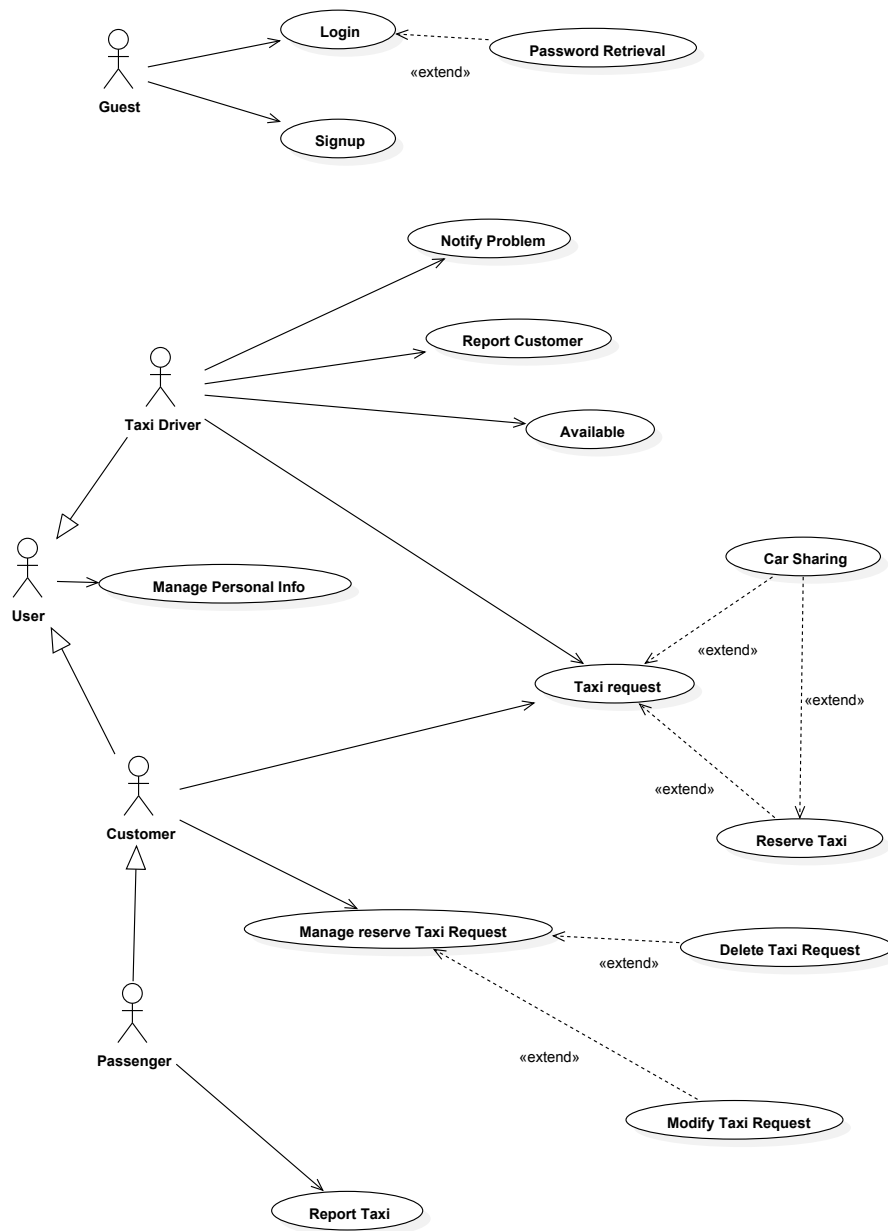 Login
Password Retrieval
«extend»
Guest
Signup
Notify Problem
Report Customer
Taxi Driver
Available
Car Sharing
Manage Personal Info
User
«extend»
Taxi request
«extend»
«extend»
Customer
Reserve Taxi
Manage reserve Taxi Request
Delete Taxi Request
«extend»
Passenger
«extend»
Modify Taxi Request
Report Taxi